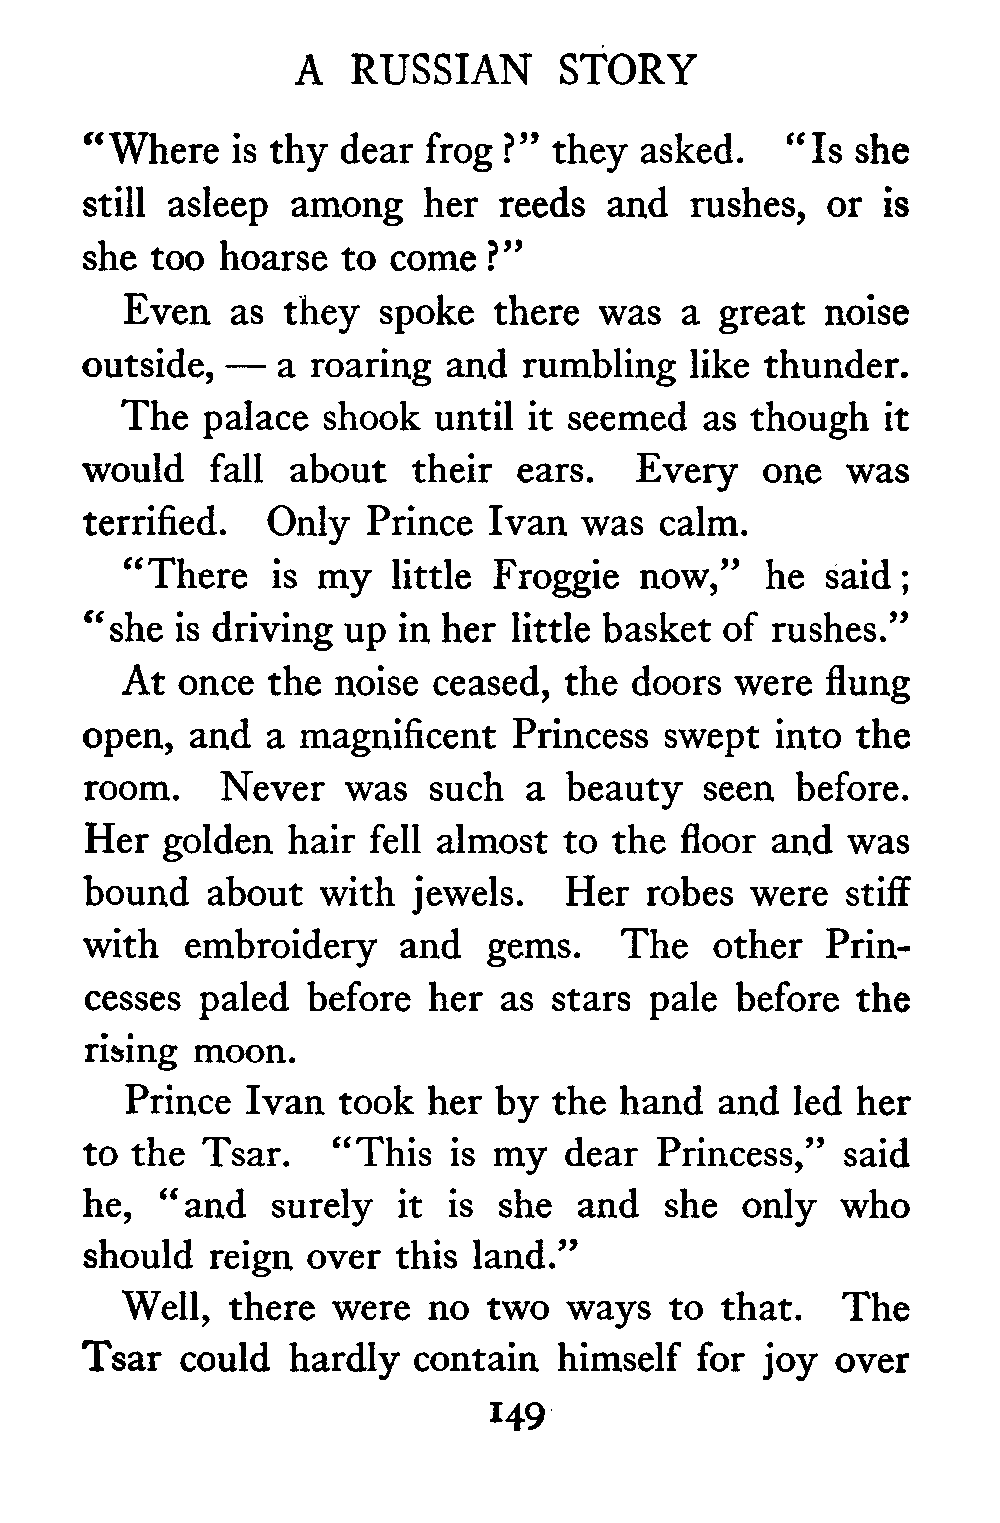 A RUSSIAN STORY
“Where is thy dear frog?” they asked. “Is she
still asleep among her reeds and rushes, or is
she too hoarse to come?”
Even as they spoke there was a great noise
outside, — a roaring and rumbling like thunder.
The palace shook until it seemed as though it
would fall about their ears. Every one was
terrified. Only Prince Ivan was calm.
“There is my little Froggie now,” he said;
“she is driving up in her little basket of rushes.”
At once the noise ceased, the doors were flung
open, and a magnificent Princess swept into the
room. Never was such a beauty seen before.
Her golden hair fell almost to the floor and was
bound about with jewels. Her robes were stiff
with embroidery and gems. The other Prin-
cesses paled before her as stars pale before the
rising moon.
Prince Ivan took her by the hand and led her
to the Tsar. “This is my dear Princess,” said
he, “and surely it is she and she only who
should reign over this land.”
Well, there were no two ways to that. The
Tsar could hardly contain himself for joy over
149